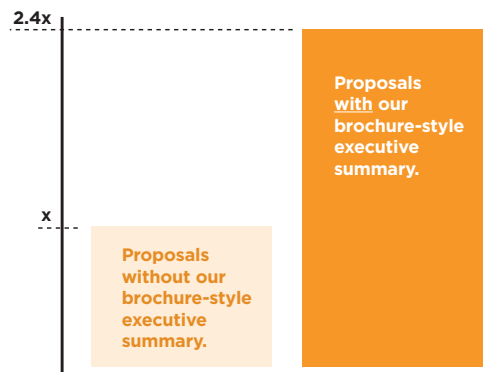 2.4x
Proposals
with our
brochure-style
executive
summary.
x
Proposals
without our
brochure-style
executive
summary.